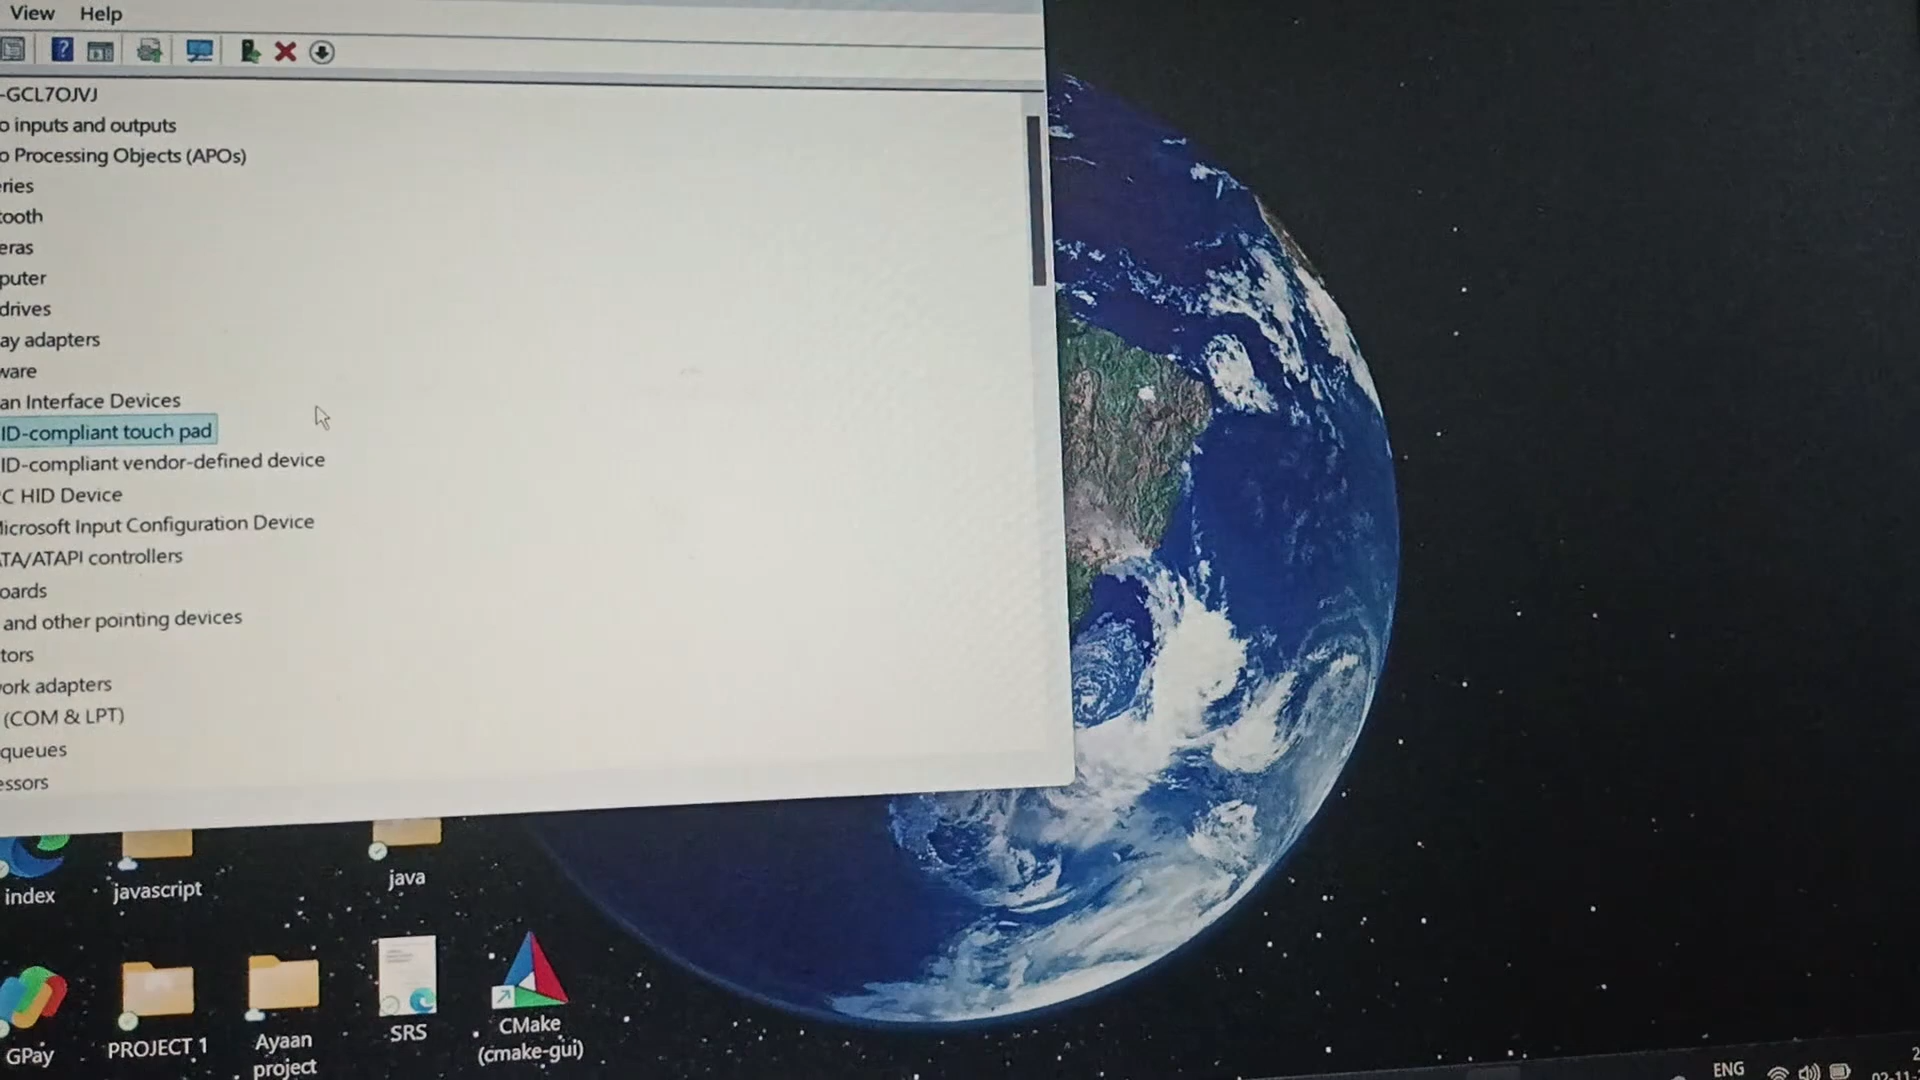 View Help
-GCL7OJVJ
o inputs and outputs
o Processing Objects (APOs)
eries
tooth
eras
puter
drives
ay adapters
ware
an Interface Devices
ID-compliant touch pad
ID-compliant vendor-defined device
C HID Device
Microsoft Input Configuration Device
TA/ATAPI controllers
oards
and other pointing devices
tors
ork adapters
(COM & LPT)
queues
essors
index
javascript
java
GPay
PROJECT 1
Ayaan
project
SRS
CMake
(cmake-gui)
ENG
02-11-